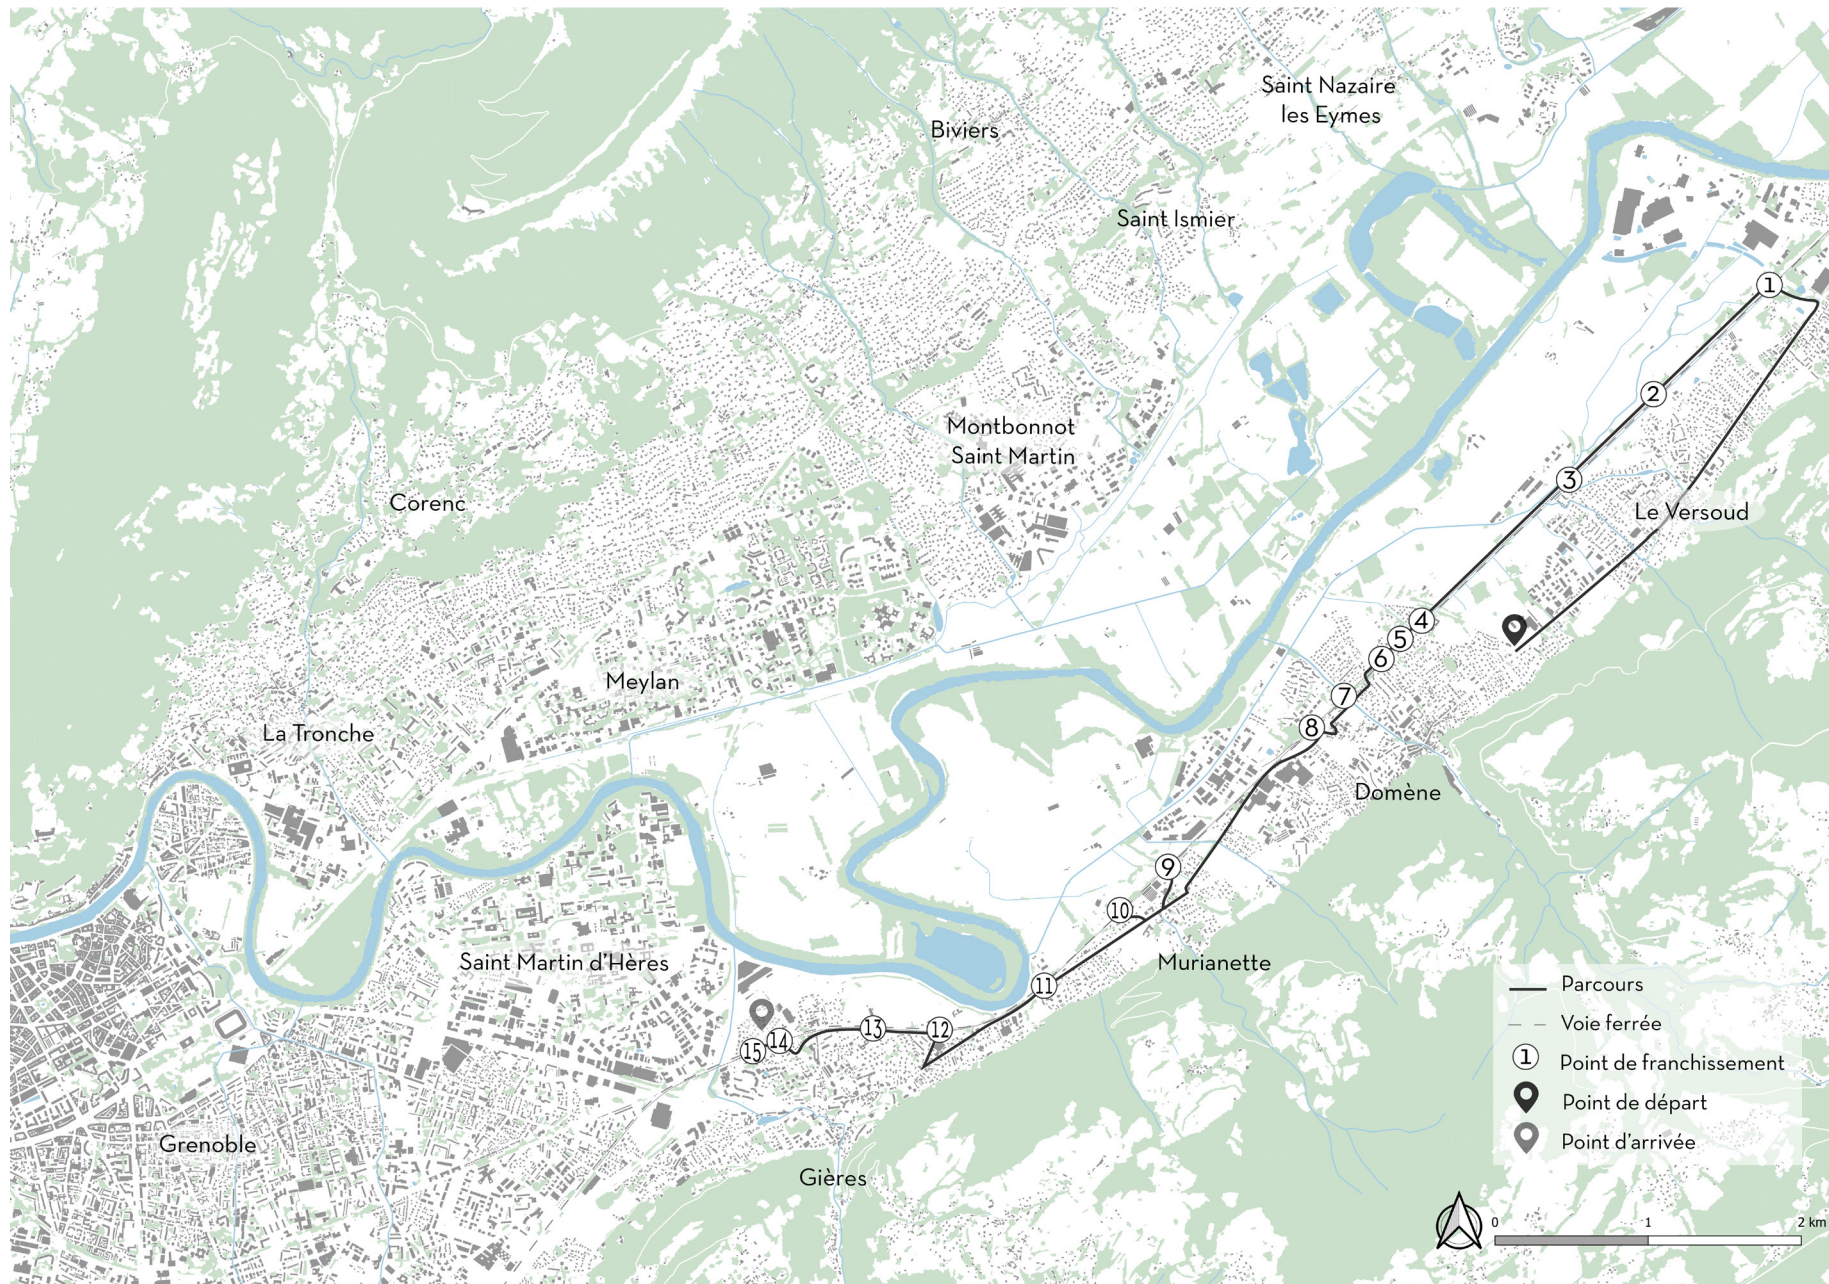 Saint Nazaire
les Eymes
Biviers
Saint Ismier
1
2
Montbonnot
Saint Martin
3
Corenc
Le Versoud
4
5
6
Meylan
7
8
La Tronche
Domène
9
10
Saint Martin d'Hères
Murianette
11
12
13
14
15
Grenoble
Gières
Parcours
Voie ferrée
1 Point de franchissement
Point de départ
Point d'arrivée
0 1 2 km